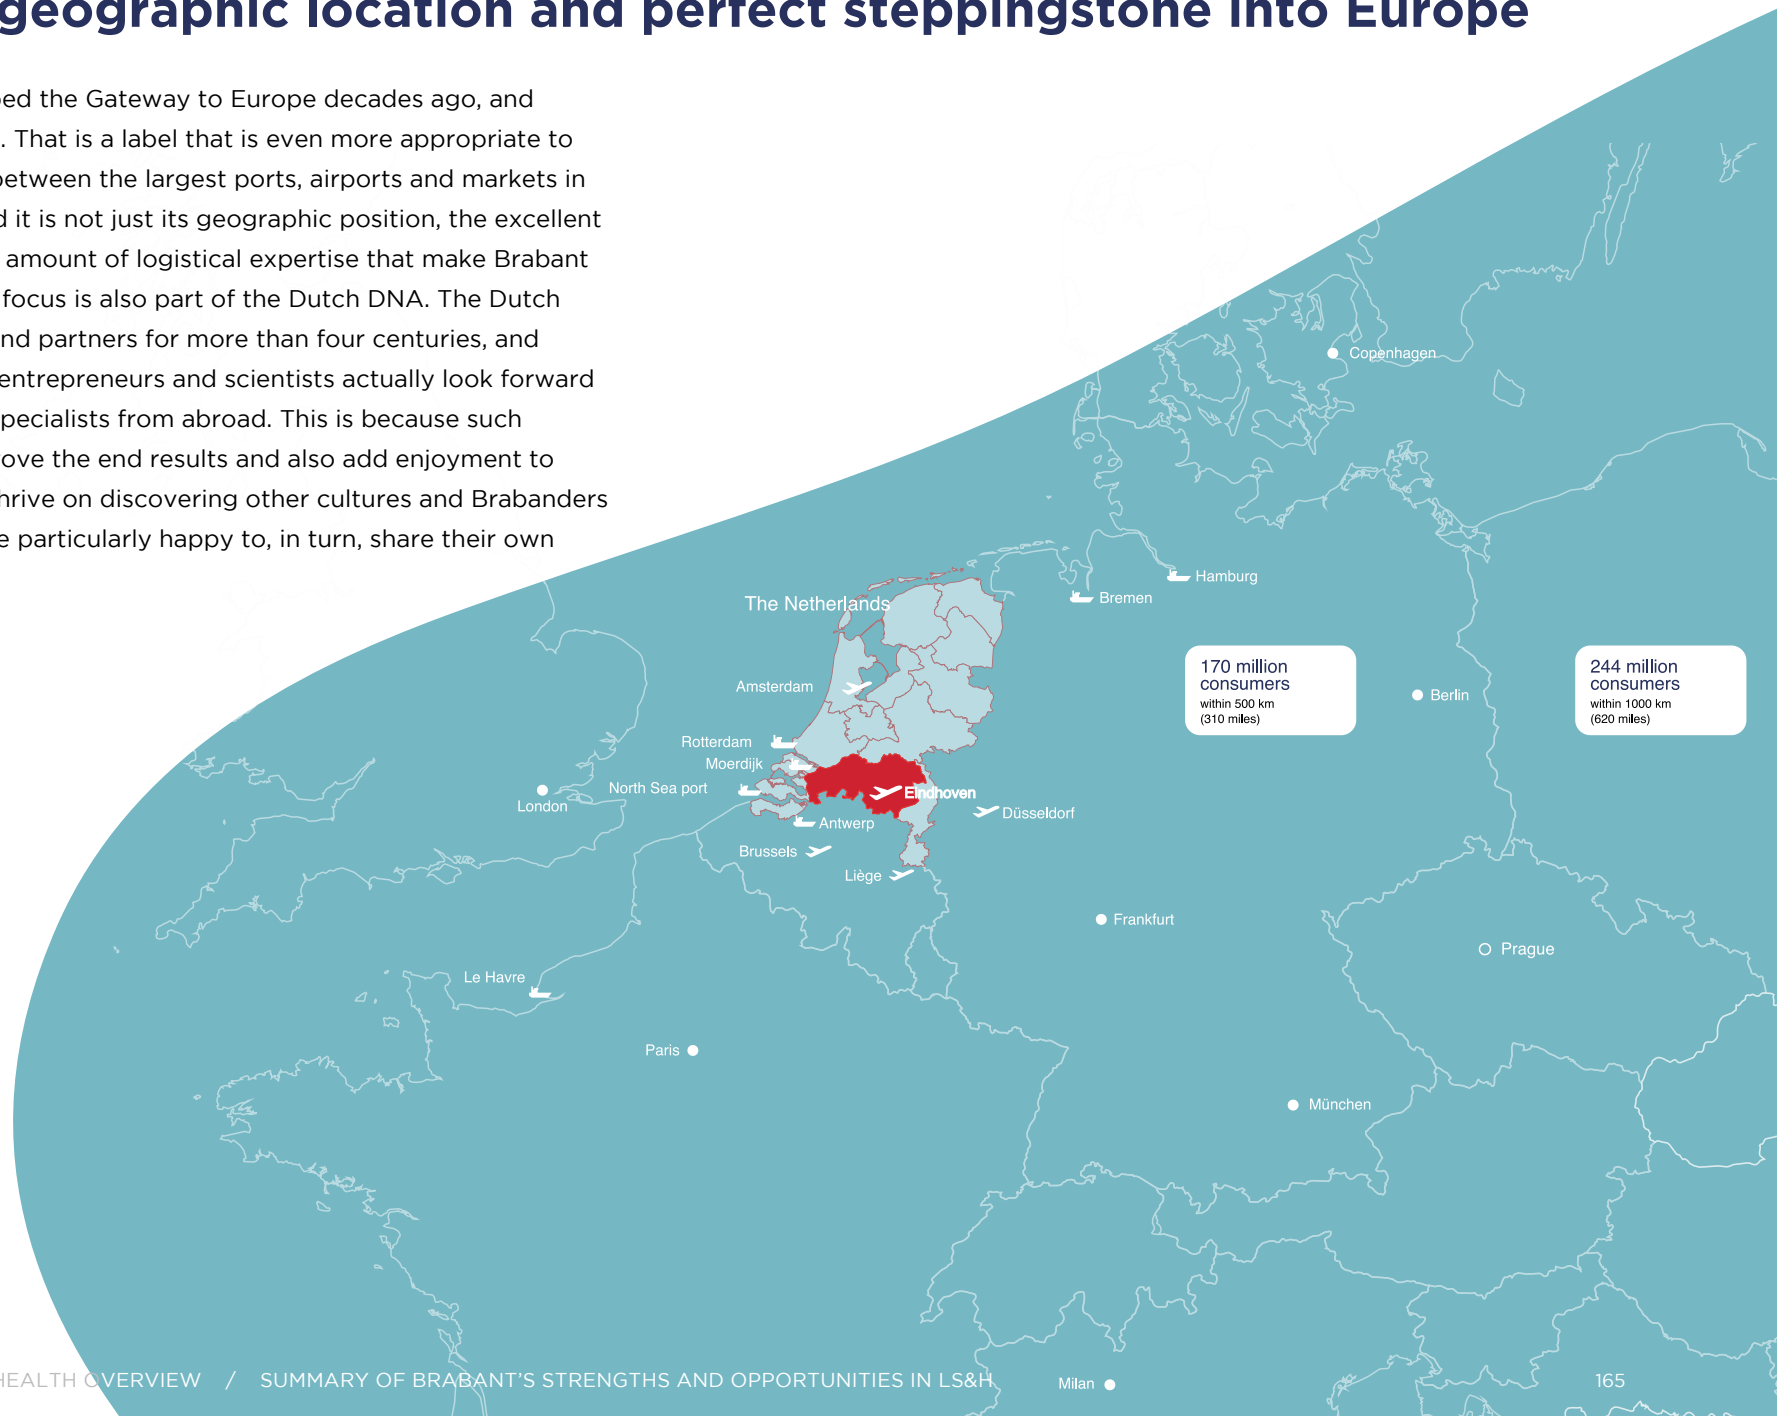 geographic location and perfect steppingstone into Europe
ed the Gateway to Europe decades ago, and
. That is a label that is even more appropriate to
between the largest ports, airports and markets in
it is not just its geographic position, the excellent
amount of logistical expertise that make Brabant
focus is also part of the Dutch DNA. The Dutch
nd partners for more than four centuries, and
entrepreneurs and scientists actually look forward
pecialists from abroad. This is because such
ove the end results and also add enjoyment to
hrive on discovering other cultures and Brabanders
e particularly happy to, in turn, share their own
Copenhagen
Hamburg
Bremen
The Netherlands
170 million
consumers
within 500 km
(310 miles)
244 million
consumers
within 1000 km
(620 miles)
Amsterdam
Berlin
Rotterdam
Moerdijk
North Sea port
Eindhoven
London
Düsseldorf
Antwerp
Brussels
Liège
Frankfurt
Prague
Le Havre
Paris
München
HEALTH OVERVIEW / SUMMARY OF BRABANT'S STRENGTHS AND OPPORTUNITIES IN LS&H
Milan
165